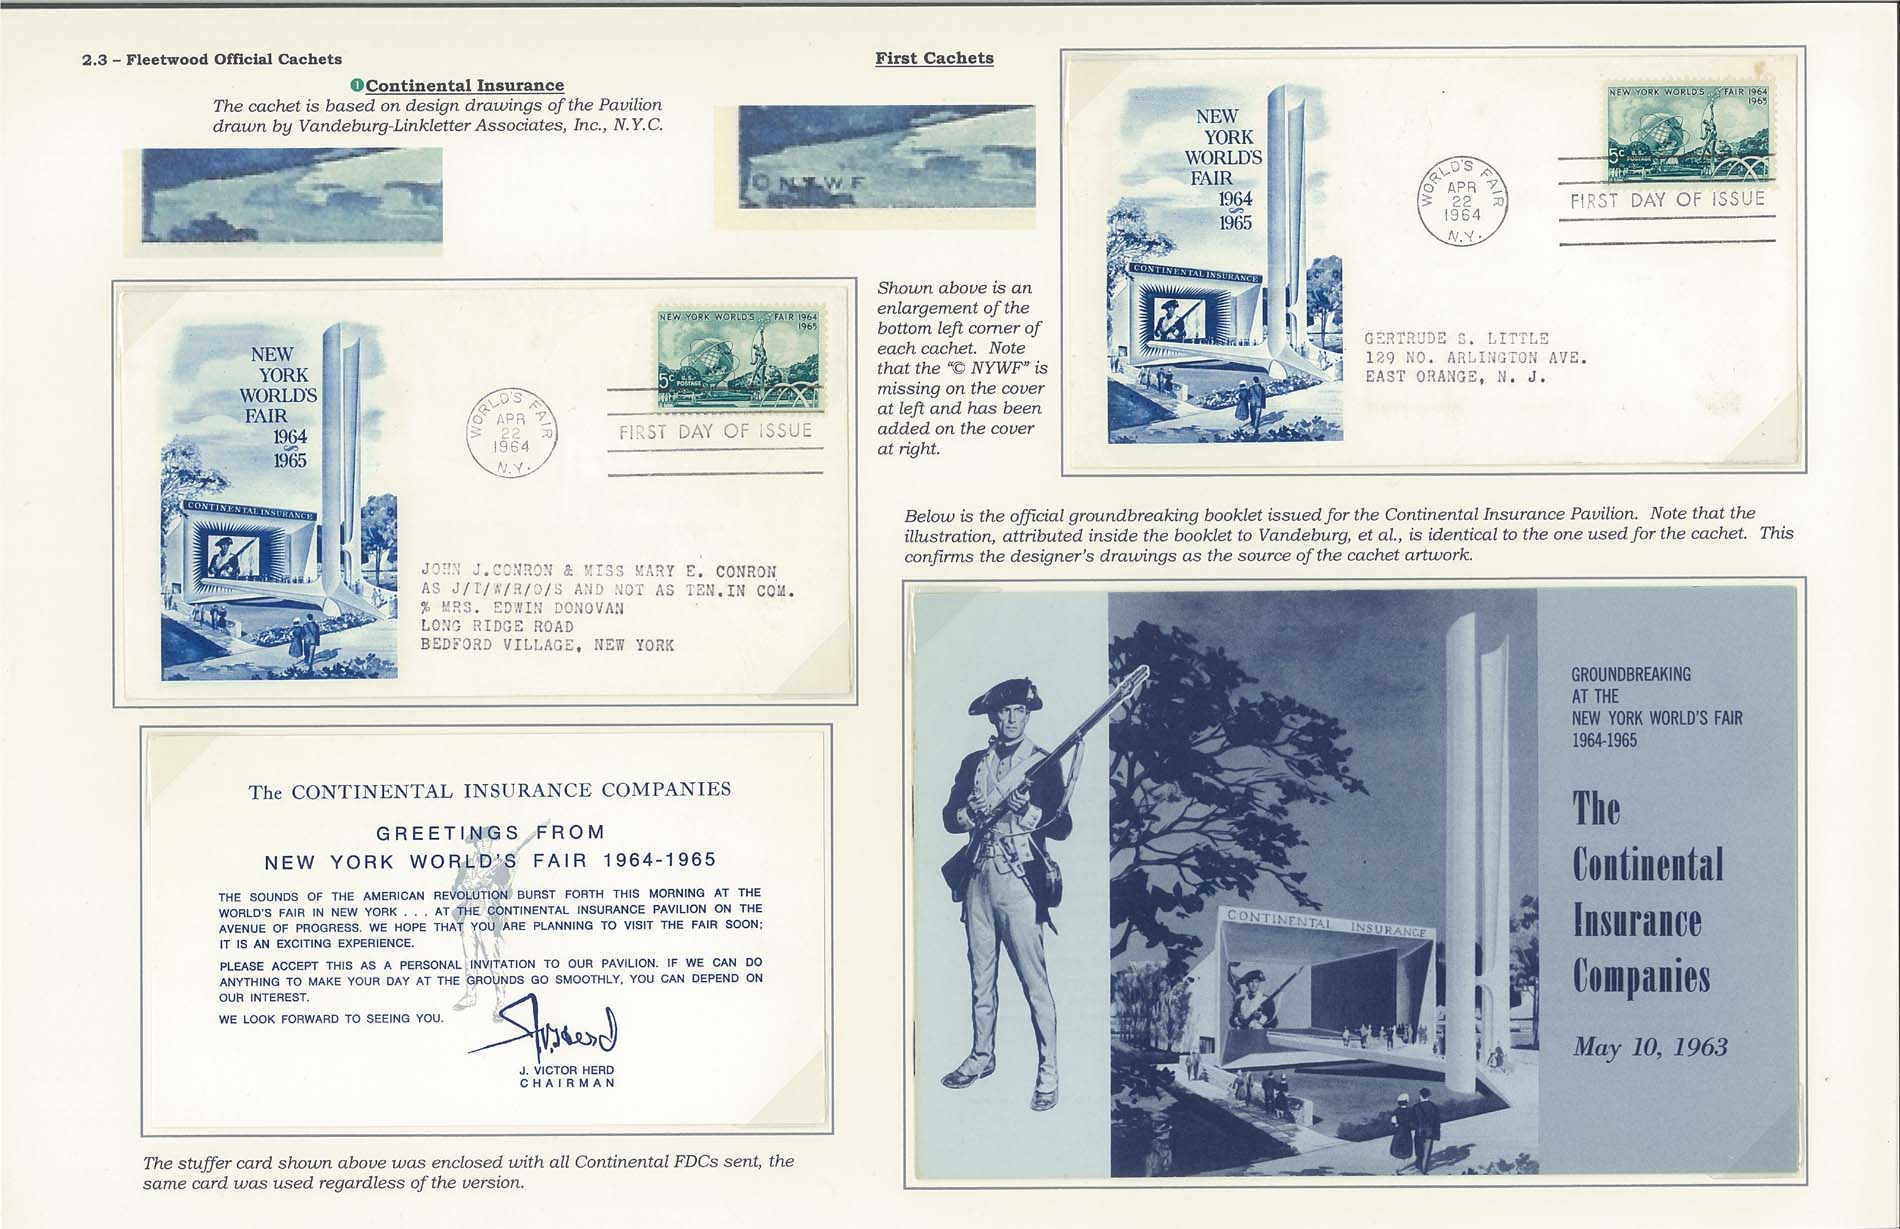 2.3 – Fleetwood Official Cachets
First Cachets
1 Continental Insurance
The cachet is based on design drawings of the Pavilion
drawn by Vandeburg-Linkletter Associates, Inc., N.Y.C.
© N Y W F
Shown above is an
enlargement of the
bottom left corner of
each cachet. Note
that the “© NYWF” is
missing on the cover
at left and has been
added on the cover
at right.
NEW
YORK
WORLD'S
FAIR
1964
1965
CONTINENTAL INSURANCE
NEW YORK WORLD'S FAIR 1964
1965
5c U.S.
POSTAGE
WORLD'S FAIR
APR
22
1964
N.Y.
FIRST DAY OF ISSUE
GERTRUDE S. LITTLE
129 NO. ARLINGTON AVE.
EAST ORANGE, N. J.
NEW
YORK
WORLD'S
FAIR
1964
1965
CONTINENTAL INSURANCE
NEW YORK WORLD'S FAIR 1964
1965
5c U.S.
POSTAGE
WORLD'S FAIR
APR
22
1964
N.Y.
FIRST DAY OF ISSUE
JOHN J.CONRON & MISS MARY E. CONRON
AS J/T/W/R/O/S AND NOT AS TEN.IN COM.
% MRS. EDWIN DONOVAN
LONG RIDGE ROAD
BEDFORD VILLAGE, NEW YORK
Below is the official groundbreaking booklet issued for the Continental Insurance Pavilion. Note that the
illustration, attributed inside the booklet to Vandeburg, et al., is identical to the one used for the cachet. This
confirms the designer's drawings as the source of the cachet artwork.
The CONTINENTAL INSURANCE COMPANIES
GREETINGS FROM
NEW YORK WORLD'S FAIR 1964-1965
THE SOUNDS OF THE AMERICAN REVOLUTION BURST FORTH THIS MORNING AT THE
WORLD'S FAIR IN NEW YORK . . . AT THE CONTINENTAL INSURANCE PAVILION ON THE
AVENUE OF PROGRESS. WE HOPE THAT YOU ARE PLANNING TO VISIT THE FAIR SOON;
IT IS AN EXCITING EXPERIENCE.
PLEASE ACCEPT THIS AS A PERSONAL INVITATION TO OUR PAVILION. IF WE CAN DO
ANYTHING TO MAKE YOUR DAY AT THE GROUNDS GO SMOOTHLY, YOU CAN DEPEND ON
OUR INTEREST.
WE LOOK FORWARD TO SEEING YOU.
J. VICTOR HERD
CHAIRMAN
The stuffer card shown above was enclosed with all Continental FDCs sent, the
same card was used regardless of the version.
CONTINENTAL INSURANCE
GROUNDBREAKING
AT THE
NEW YORK WORLD'S FAIR
1964-1965
The
Continental
Insurance
Companies
May 10, 1963